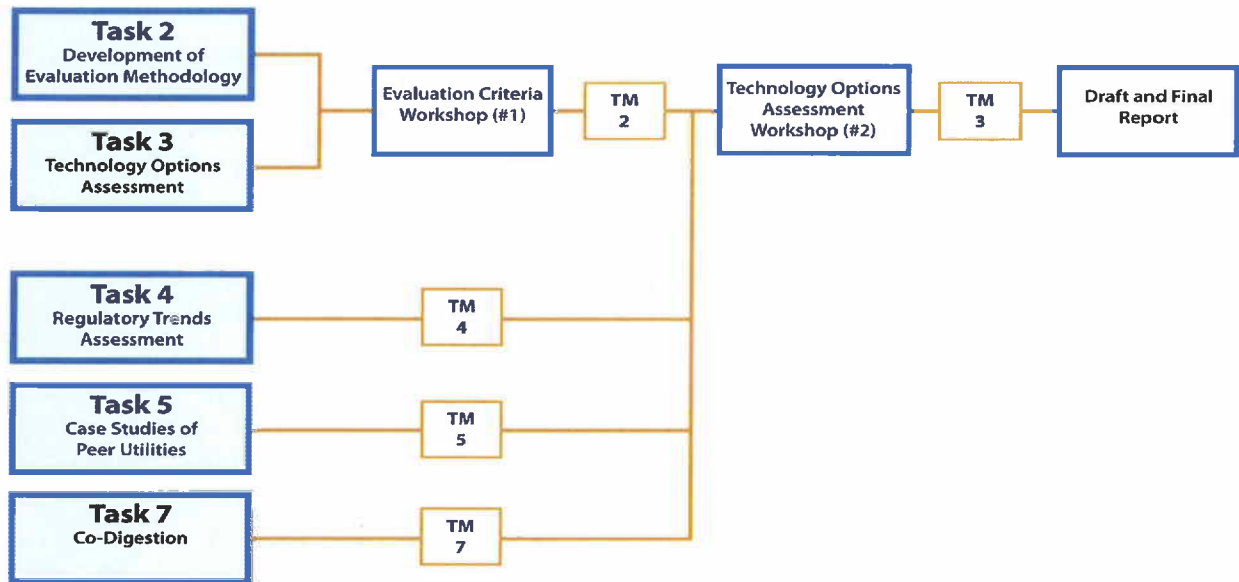 Task 2
Development of
Evaluation Methodology
Task 3
Technology Options
Assessment
Evaluation Criteria
Workshop (#1)
TM
2
Technology Options
Assessment
Workshop (#2)
TM
3
Draft and Final
Report
Task 4
Regulatory Trends
Assessment
TM
4
Task 5
Case Studies of
Peer Utilities
TM
5
Task 7
Co-Digestion
TM
7